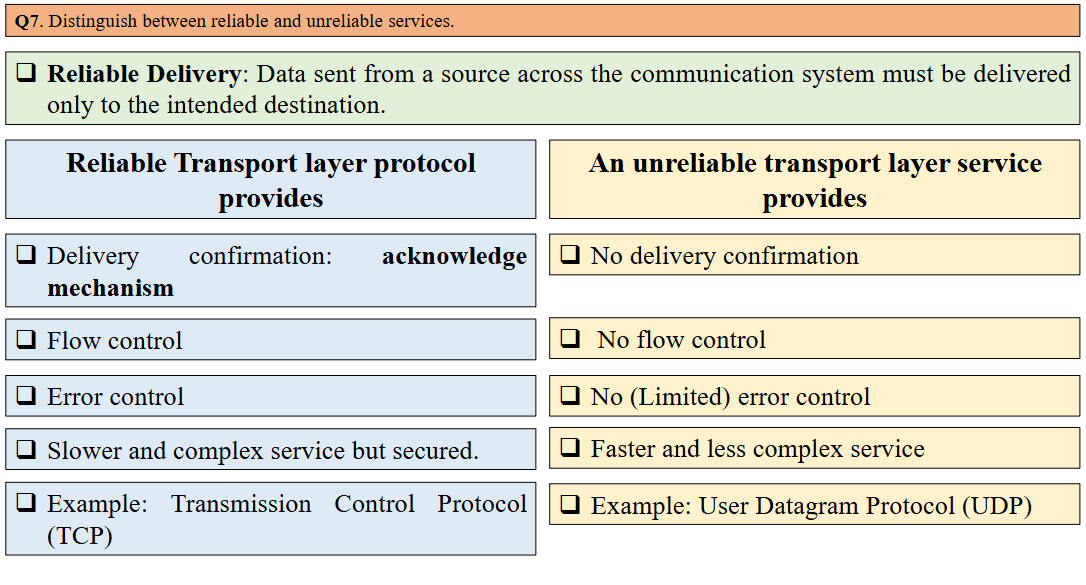 Q7. Distinguish between reliable and unreliable services.
❑ Reliable Delivery: Data sent from a source across the communication system must be delivered
only to the intended destination.
Reliable Transport layer protocol
provides
An unreliable transport layer service
provides
❑ Delivery confirmation: acknowledge
mechanism
❑ No delivery confirmation
❑ Flow control
❑ No flow control
❑ Error control
❑ No (Limited) error control
❑ Slower and complex service but secured.
❑ Faster and less complex service
❑ Example: Transmission Control Protocol
(TCP)
❑ Example: User Datagram Protocol (UDP)